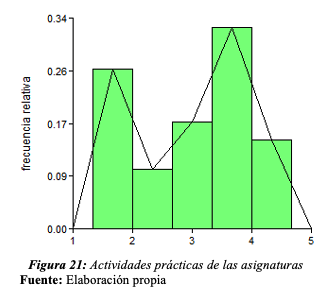 0.34
0.26
0.17
0.09
0.00
frecuencia relativa
1 2 3 4 5
Figura 21: Actividades prácticas de las asignaturas
Fuente: Elaboración propia